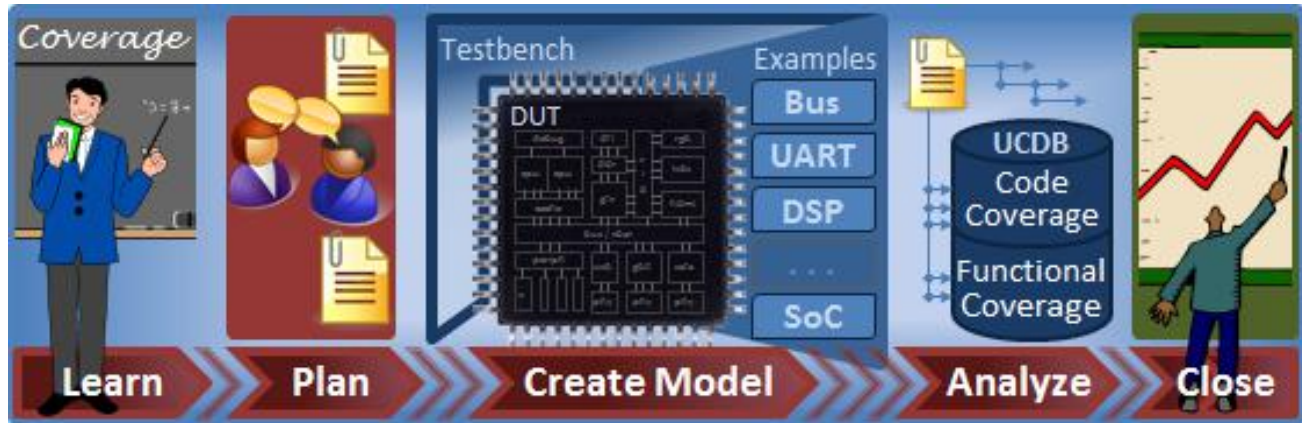 Coverage
Testbench
DUT
Examples
Bus
UART
DSP
. . .
SoC
UCDB
Code
Coverage
Functional
Coverage
Learn
Plan
Create Model
Analyze
Close